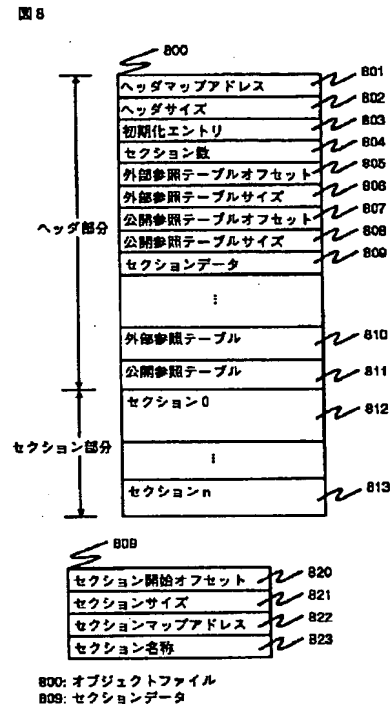 図8
800
ヘッダマップアドレス 801
ヘッダサイズ 802
初期化エントリ 803
セクション数 804
外部参照テーブルオフセット 805
外部参照テーブルサイズ 806
公開参照テーブルオフセット 807
公開参照テーブルサイズ 808
セクションデータ 809
ヘッダ部分
⋮
外部参照テーブル 810
公開参照テーブル 811
セクション0 812
セクション部分
⋮
セクションn 813
809
セクション開始オフセット 820
セクションサイズ 821
セクションマップアドレス 822
セクション名称 823
800: オブジェクトファイル
809: セクションデータ